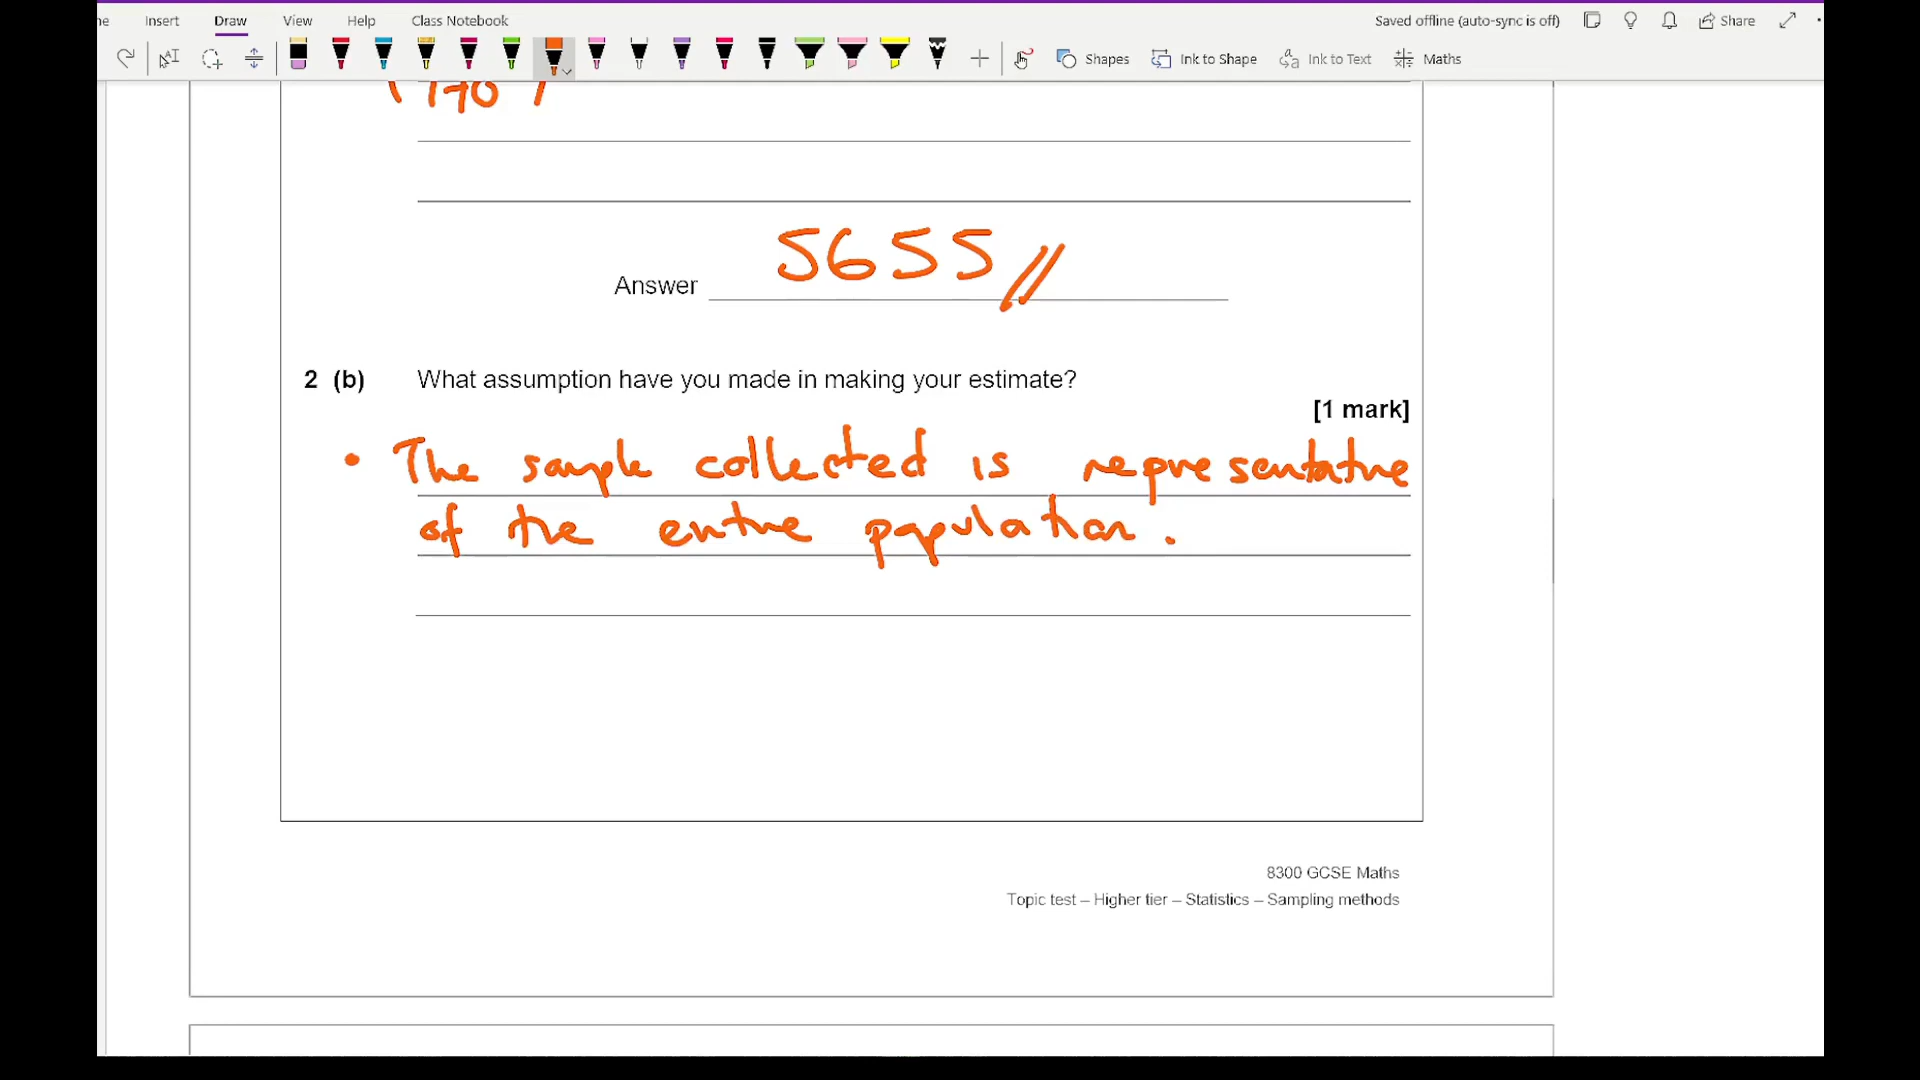 Insert Draw View Help Class Notebook Saved offline (auto-sync is off) Share
Shapes Ink to Shape Ink to Text Maths
Answer 5655
2 (b) What assumption have you made in making your estimate?
[1 mark]
• The sample collected is representative
of the entire population.
8300 GCSE Maths
Topic test – Higher tier – Statistics – Sampling methods